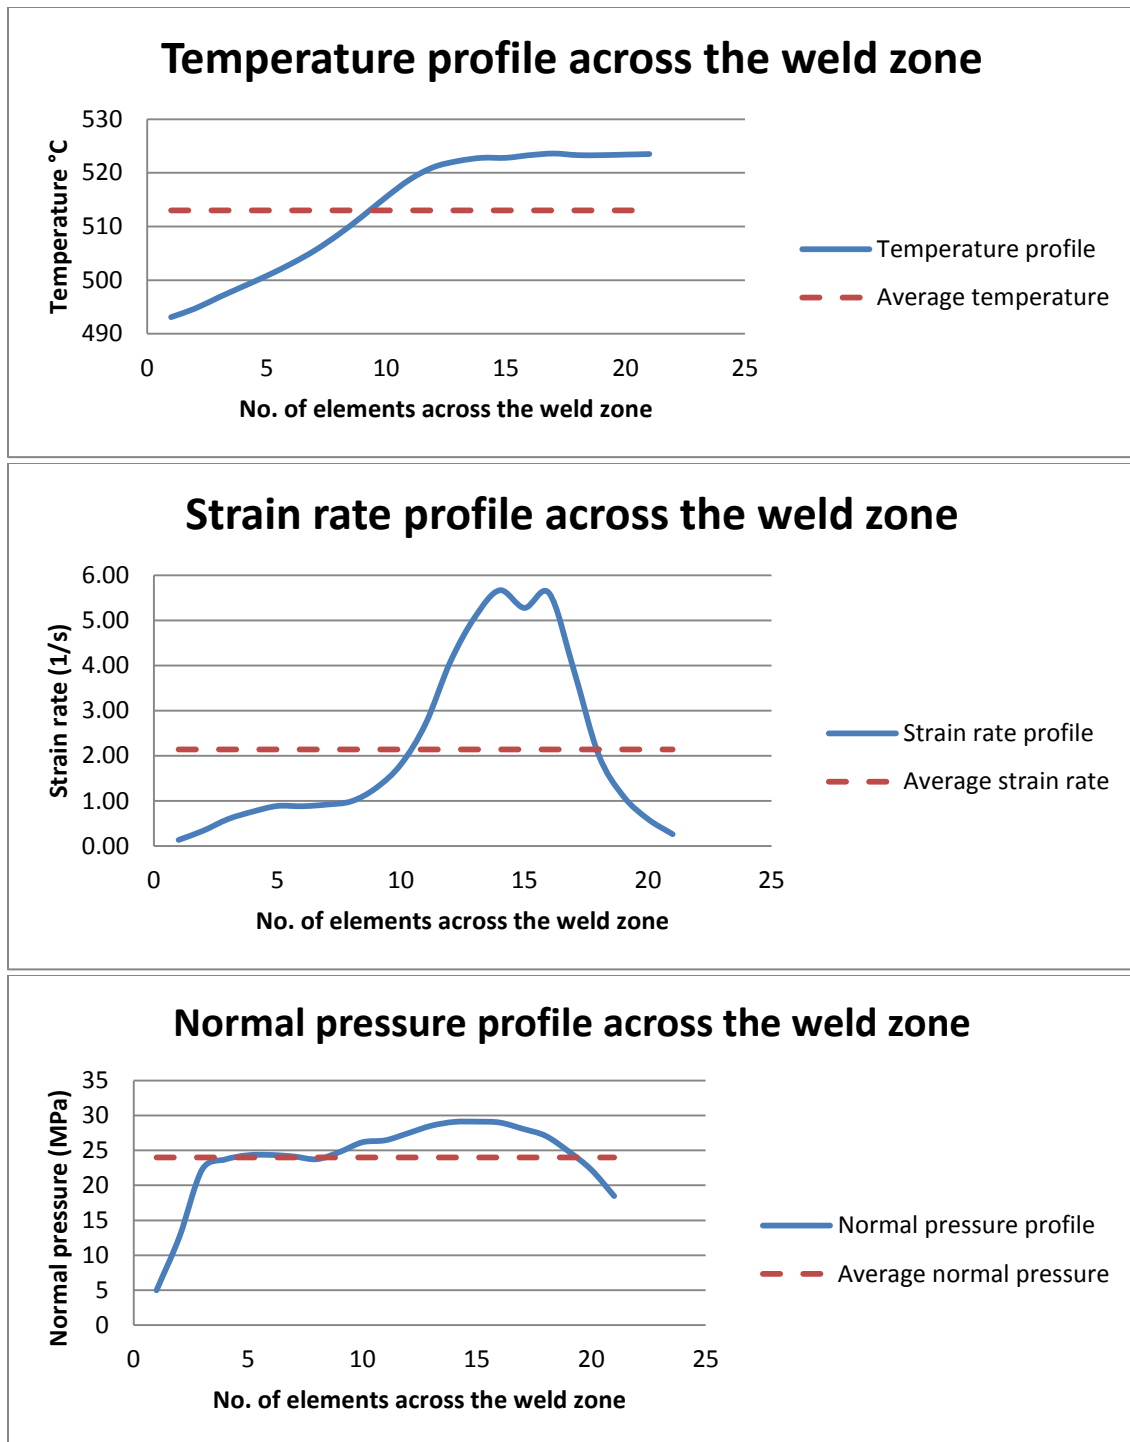 Temperature profile across the weld zone
530
520
510
500
490
Temperature °C
0 5 10 15 20 25
No. of elements across the weld zone
Temperature profile
Average temperature
Strain rate profile across the weld zone
6.00
5.00
4.00
3.00
2.00
1.00
0.00
Strain rate (1/s)
0 5 10 15 20 25
No. of elements across the weld zone
Strain rate profile
Average strain rate
Normal pressure profile across the weld zone
35
30
25
20
15
10
5
0
Normal pressure (MPa)
0 5 10 15 20 25
No. of elements across the weld zone
Normal pressure profile
Average normal pressure